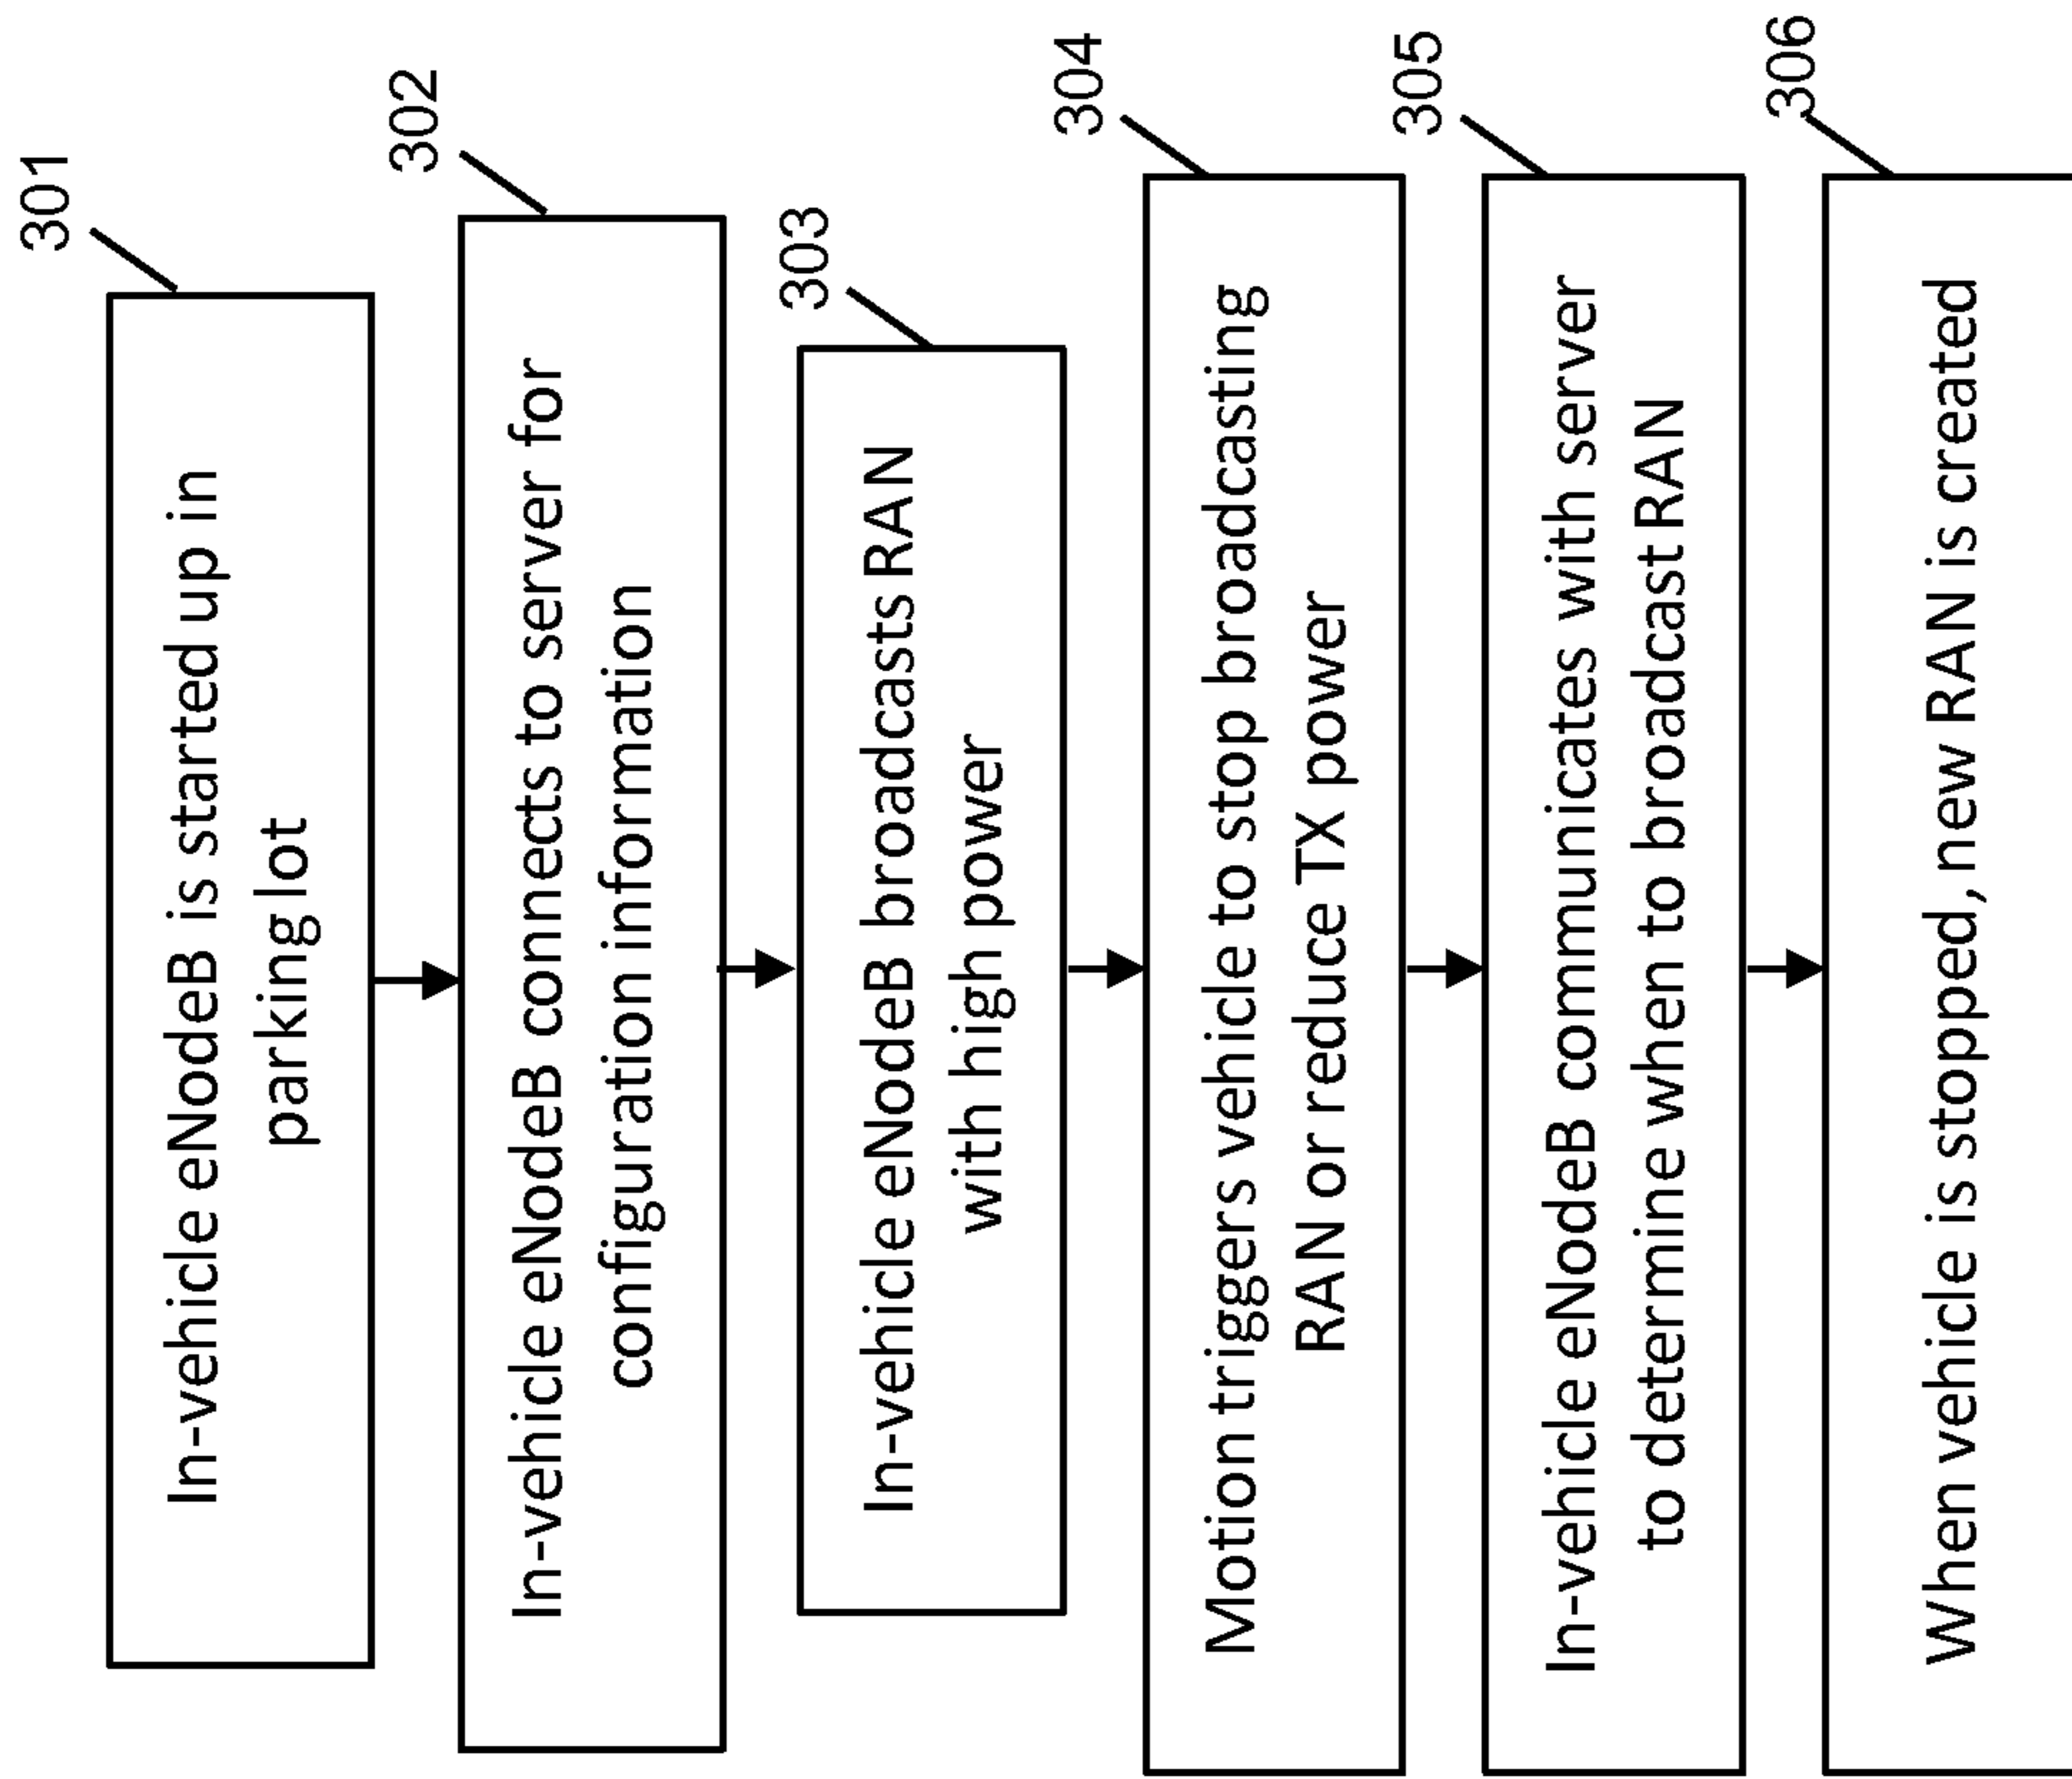 301
In-vehicle eNodeB is started up in
parking lot
302
In-vehicle eNodeB connects to server for
configuration information
303
In-vehicle eNodeB broadcasts RAN
with high power
304
Motion triggers vehicle to stop broadcasting
RAN or reduce TX power
305
In-vehicle eNodeB communicates with server
to determine when to broadcast RAN
306
When vehicle is stopped, new RAN is created